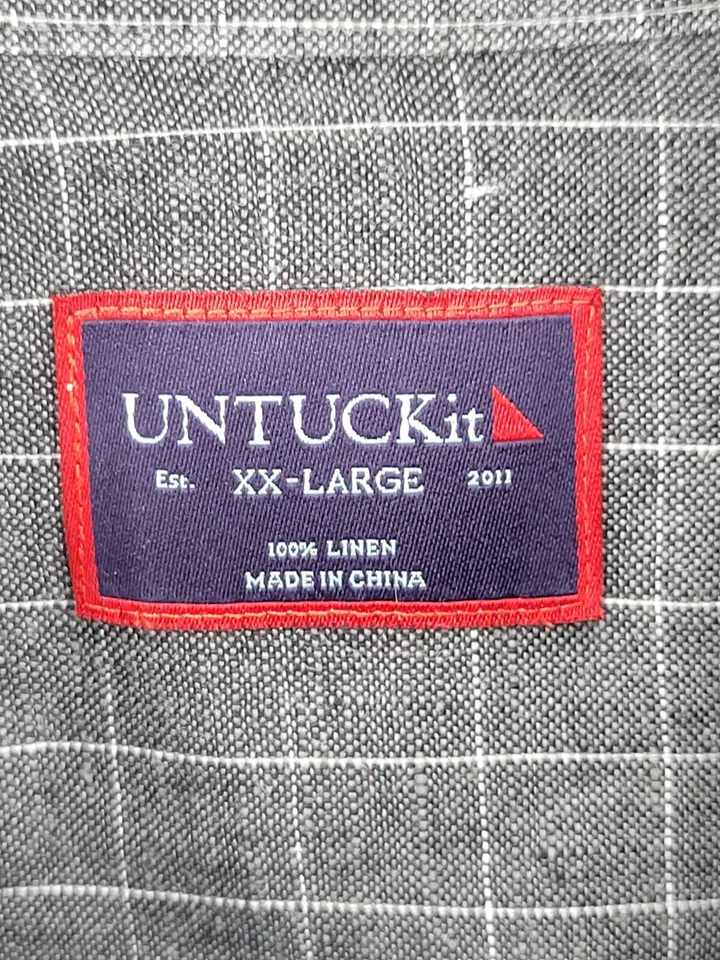 UNTUCKit
Est. XX-LARGE 2011
100% LINEN
MADE IN CHINA